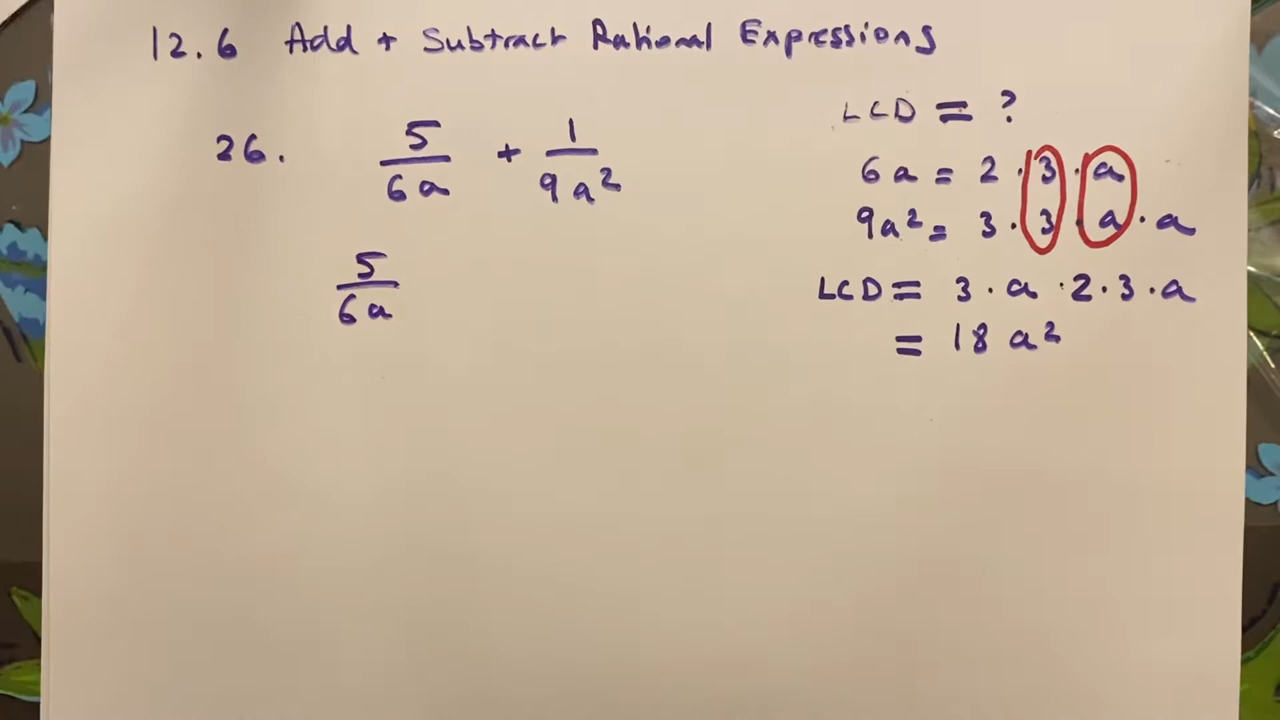 12.6 Add + Subtract Rational Expressions
26. 5/6a + 1/9a²
5/6a
LCD = ?
6a = 2 · 3 · a
9a² = 3 · 3 · a · a
LCD = 3 · a · 2 · 3 · a
= 18 a²